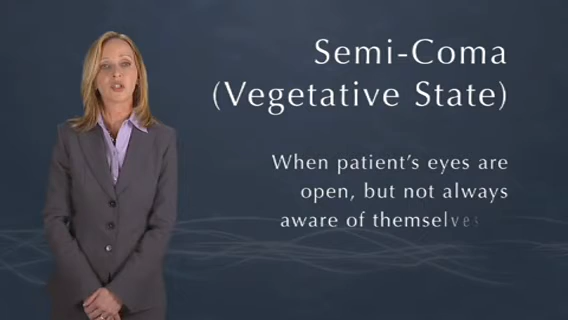 Semi-Coma
(Vegetative State)
When patient's eyes are
open, but not always
aware of themselves